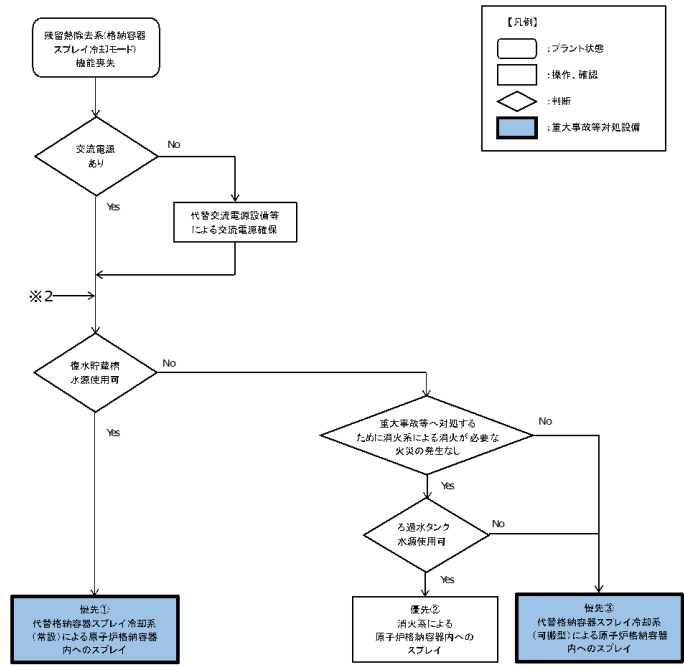 残留熱除去系(格納容器
スプレイ冷却モード)
機能喪失
【凡例】
：プラント状態
：操作、確認
：判断
：重大事故等対処設備
交流電源
あり
No
Yes
代替交流電源設備等
による交流電源確保
※2
復水貯蔵槽
水源使用可
No
Yes
重大事故等へ対処する
ために消火系による消火が必要な
火災の発生なし
No
Yes
ろ過水タンク
水源使用可
No
Yes
優先①
代替格納容器スプレイ冷却系
(常設)による原子炉格納容器
内へのスプレイ
優先②
消火系による
原子炉格納容器内への
スプレイ
優先③
代替格納容器スプレイ冷却系
(可搬型)による原子炉格納容器
内へのスプレイ